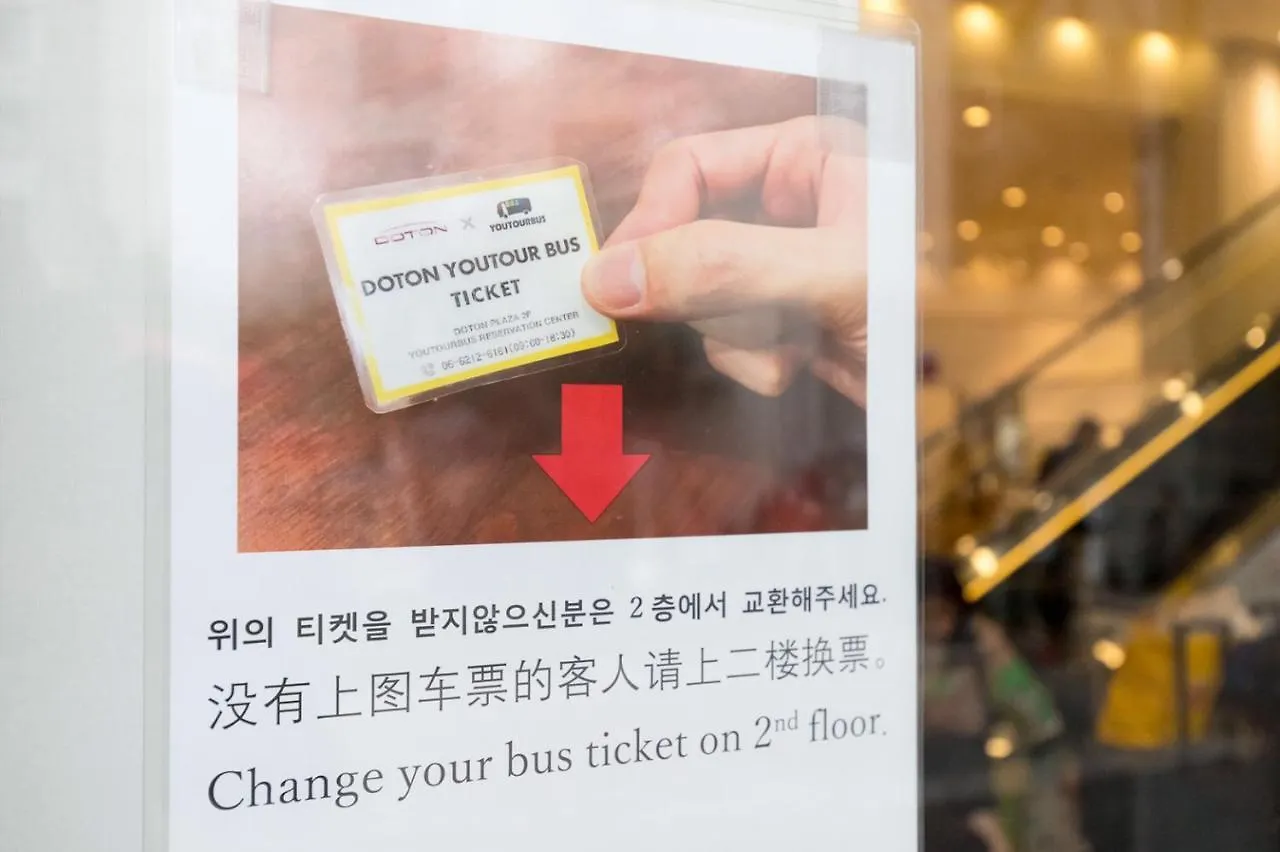 DOTON × YOUTOURBUS
DOTON YOUTOUR BUS
TICKET
DOTON PLAZA 2F
YOUTOURBUS RESERVATION CENTER
06-6212-6161(09:00-18:30)
위의 티켓을 받지않으신분은 2층에서 교환해주세요.
没有上图车票的客人请上二楼换票。
Change your bus ticket on 2nd floor.